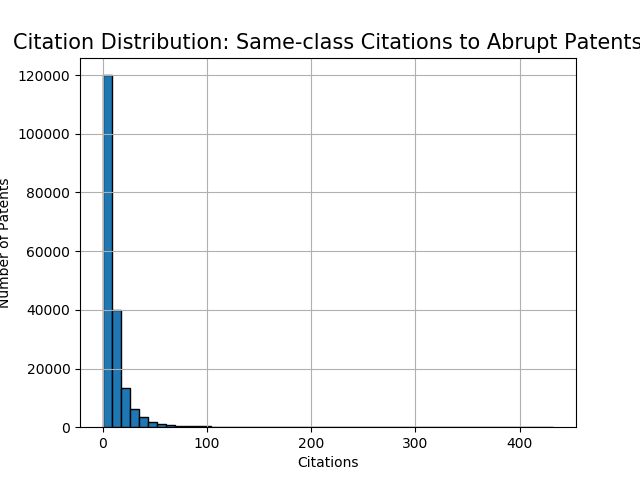 Citation Distribution: Same-class Citations to Abrupt Patents
120000
100000
80000
60000
40000
20000
0
Number of Patents
0 100 200 300 400
Citations